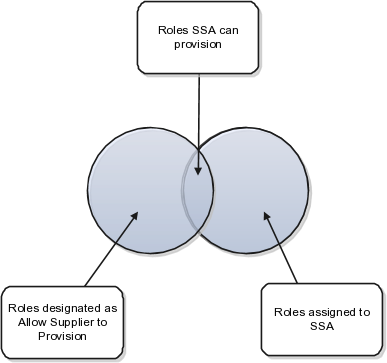 Roles SSA can
provision
Roles designated as
Allow Supplier to
Provision
Roles assigned to
SSA